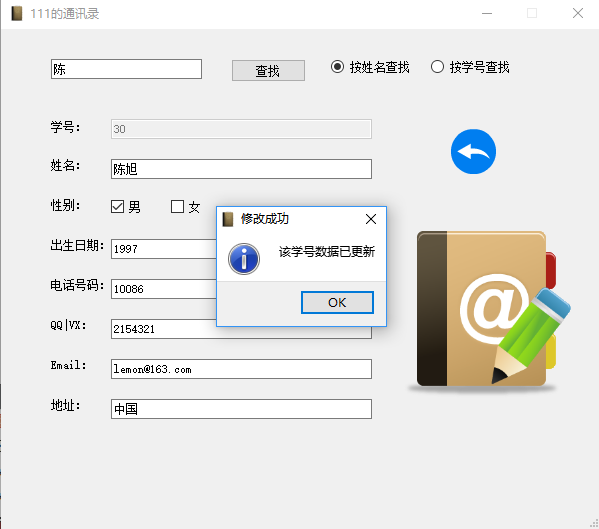 111的通讯录
陈
查找
按姓名查找
按学号查找
学号：
30
姓名：
陈旭
性别：
男
女
出生日期：
1997
电话号码：
10086
QQ|VX：
2154321
Email：
lemon@163.com
地址：
中国
修改成功
该学号数据已更新
OK
@